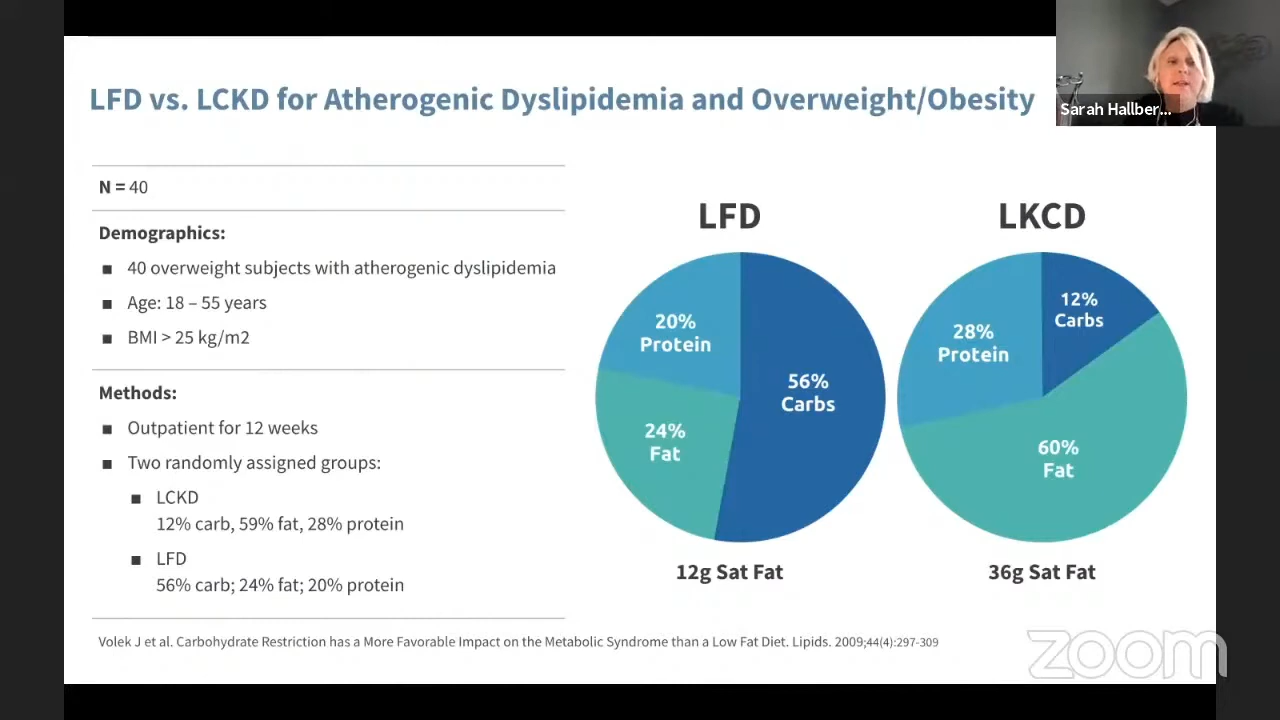 LFD vs. LCKD for Atherogenic Dyslipidemia and Overweight/Obesity
Sarah Hallber...
N = 40
Demographics:
■ 40 overweight subjects with atherogenic dyslipidemia
■ Age: 18 – 55 years
■ BMI > 25 kg/m2
Methods:
■ Outpatient for 12 weeks
■ Two randomly assigned groups:
■ LCKD
12% carb, 59% fat, 28% protein
■ LFD
56% carb; 24% fat; 20% protein
LFD
20%
Protein
56%
Carbs
24%
Fat
12g Sat Fat
LKCD
12%
Carbs
28%
Protein
60%
Fat
36g Sat Fat
Volek J et al. Carbohydrate Restriction has a More Favorable Impact on the Metabolic Syndrome than a Low Fat Diet. Lipids. 2009;44(4):297-309
zoom